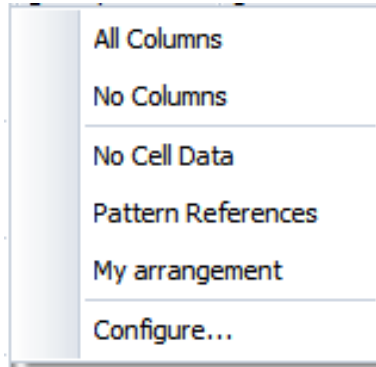 All Columns
No Columns
No Cell Data
Pattern References
My arrangement
Configure...